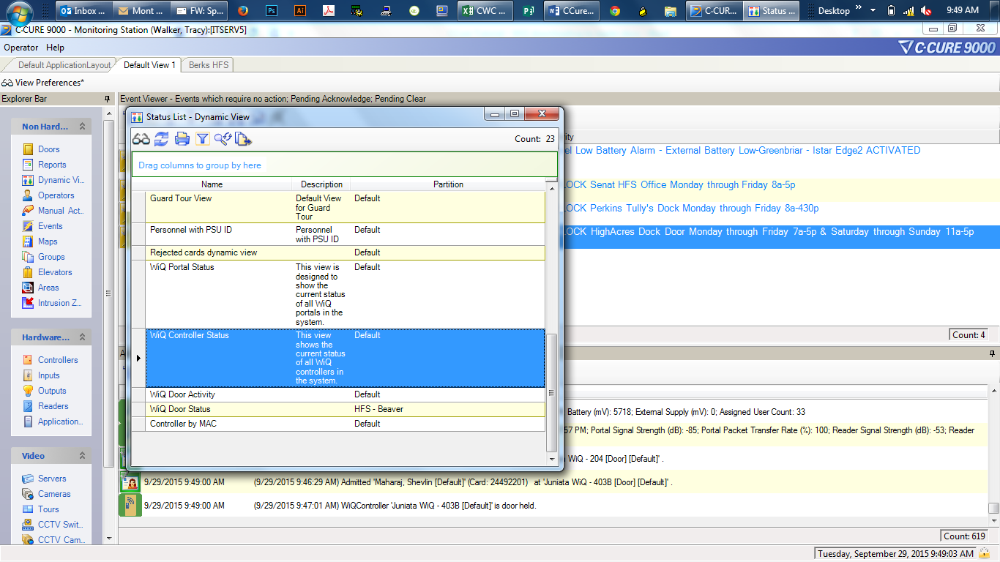 Inbox ...
Mont ...
FW: Sp...
CWC ...
CCure...
C-CUR...
Status ...
Desktop
9:49 AM
C•CURE 9000 - Monitoring Station (Walker, Tracy):[ITSERV5]
Operator Help
C•CURE 9000
Default ApplicationLayout Default View 1 Berks HFS
View Preferences*
Explorer Bar
Event Viewer - Events which require no action; Pending Acknowledge; Pending Clear
Non Hard...
Doors
Reports
Dynamic Vi...
Operators
Manual Act..
Events
Maps
Groups
Elevators
Areas
Intrusion Z...
Hardware...
Controllers
Inputs
Outputs
Readers
Application..
Video
Servers
Cameras
Tours
CCTV Swit..
CCTV Cam..
Status List - Dynamic View
Count: 23
Drag columns to group by here
Name Description Partition
Guard Tour View Default View Default
for Guard
Tour
Personnel with PSU ID Personnel Default
with PSU ID
Rejected cards dynamic view Default
WiQ Portal Status This view is Default
designed to
show the
current status
of all WiQ
portals in the
system.
WiQ Controller Status This view Default
shows the
current status
of all WiQ
controllers in
the system.
WiQ Door Activity Default
WiQ Door Status HFS - Beaver
Controller by MAC Default
ity
el Low Battery Alarm - External Battery Low-Greenbriar - Istar Edge2 ACTIVATED
LOCK Senat HFS Office Monday through Friday 8a-5p
LOCK Perkins Tully's Dock Monday through Friday 8a-430p
LOCK HighAcres Dock Door Monday through Friday 7a-5p & Saturday through Sunday 11a-5p
Count: 4
A
Battery (mV): 5718; External Supply (mV): 0; Assigned User Count: 33
57 PM; Portal Signal Strength (dB): -85; Portal Packet Transfer Rate (%): 100; Reader Signal Strength (dB): -53; Reader
WiQ - 204 [Door] [Default]' .
9/29/2015 9:49:00 AM (9/29/2015 9:46:29 AM) Admitted 'Maharaj, Shevlin [Default]' (Card: 24492201) at 'Juniata WiQ - 403B [Door] [Default]' .
9/29/2015 9:49:00 AM (9/29/2015 9:47:01 AM) WiQController 'Juniata WiQ - 403B [Default]' is door held.
Count: 619
Tuesday, September 29, 2015 9:49:03 AM